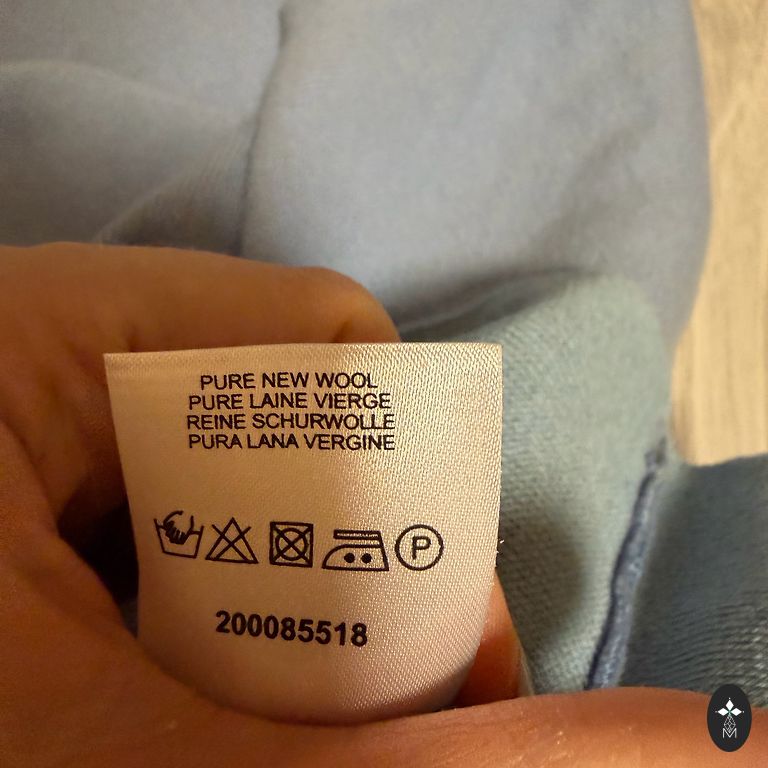 PURE NEW WOOL
PURE LAINE VIERGE
REINE SCHURWOLLE
PURA LANA VERGINE
P
200085518
M